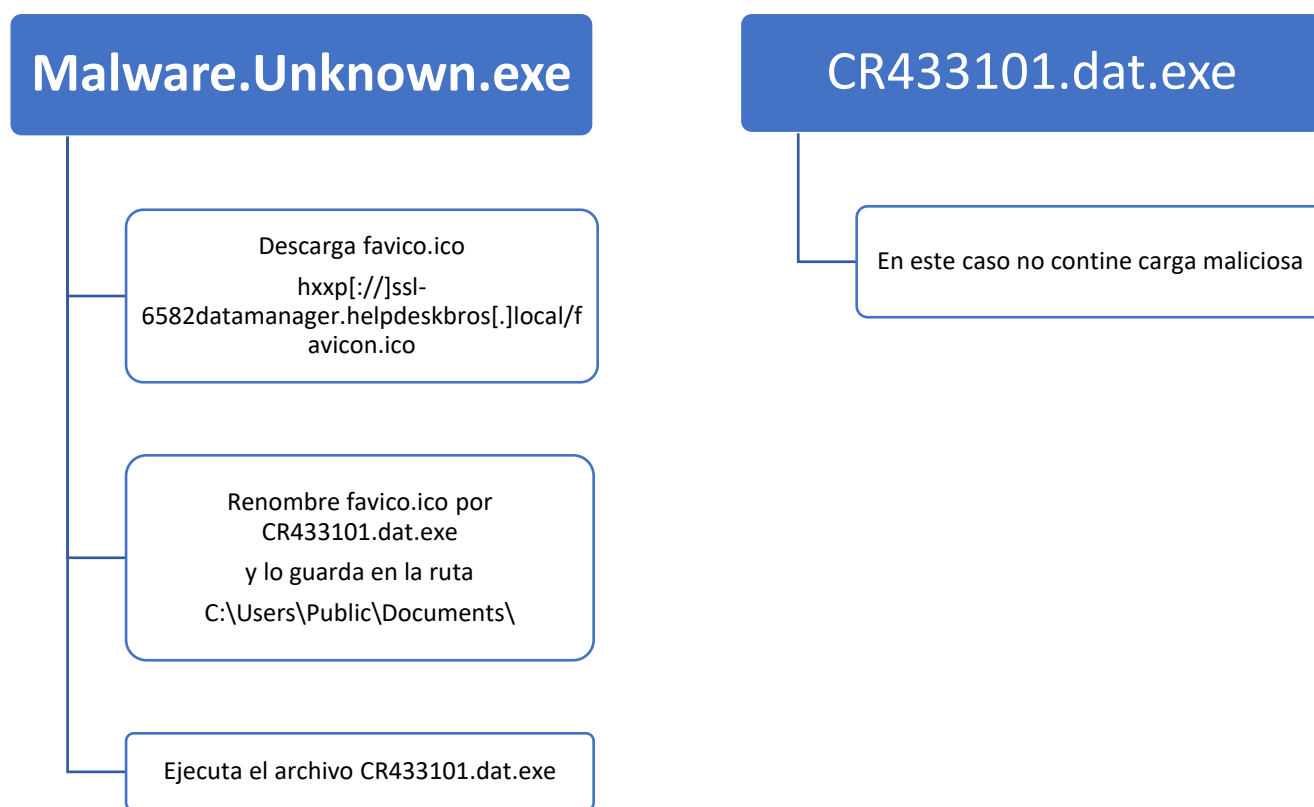 Malware.Unknown.exe
Descarga favico.ico
hxxp[://]ssl-
6582datamanager.helpdeskbros[.]local/f
avicon.ico
Renombre favico.ico por
CR433101.dat.exe
y lo guarda en la ruta
C:\Users\Public\Documents\
Ejecuta el archivo CR433101.dat.exe
CR433101.dat.exe
En este caso no contine carga maliciosa